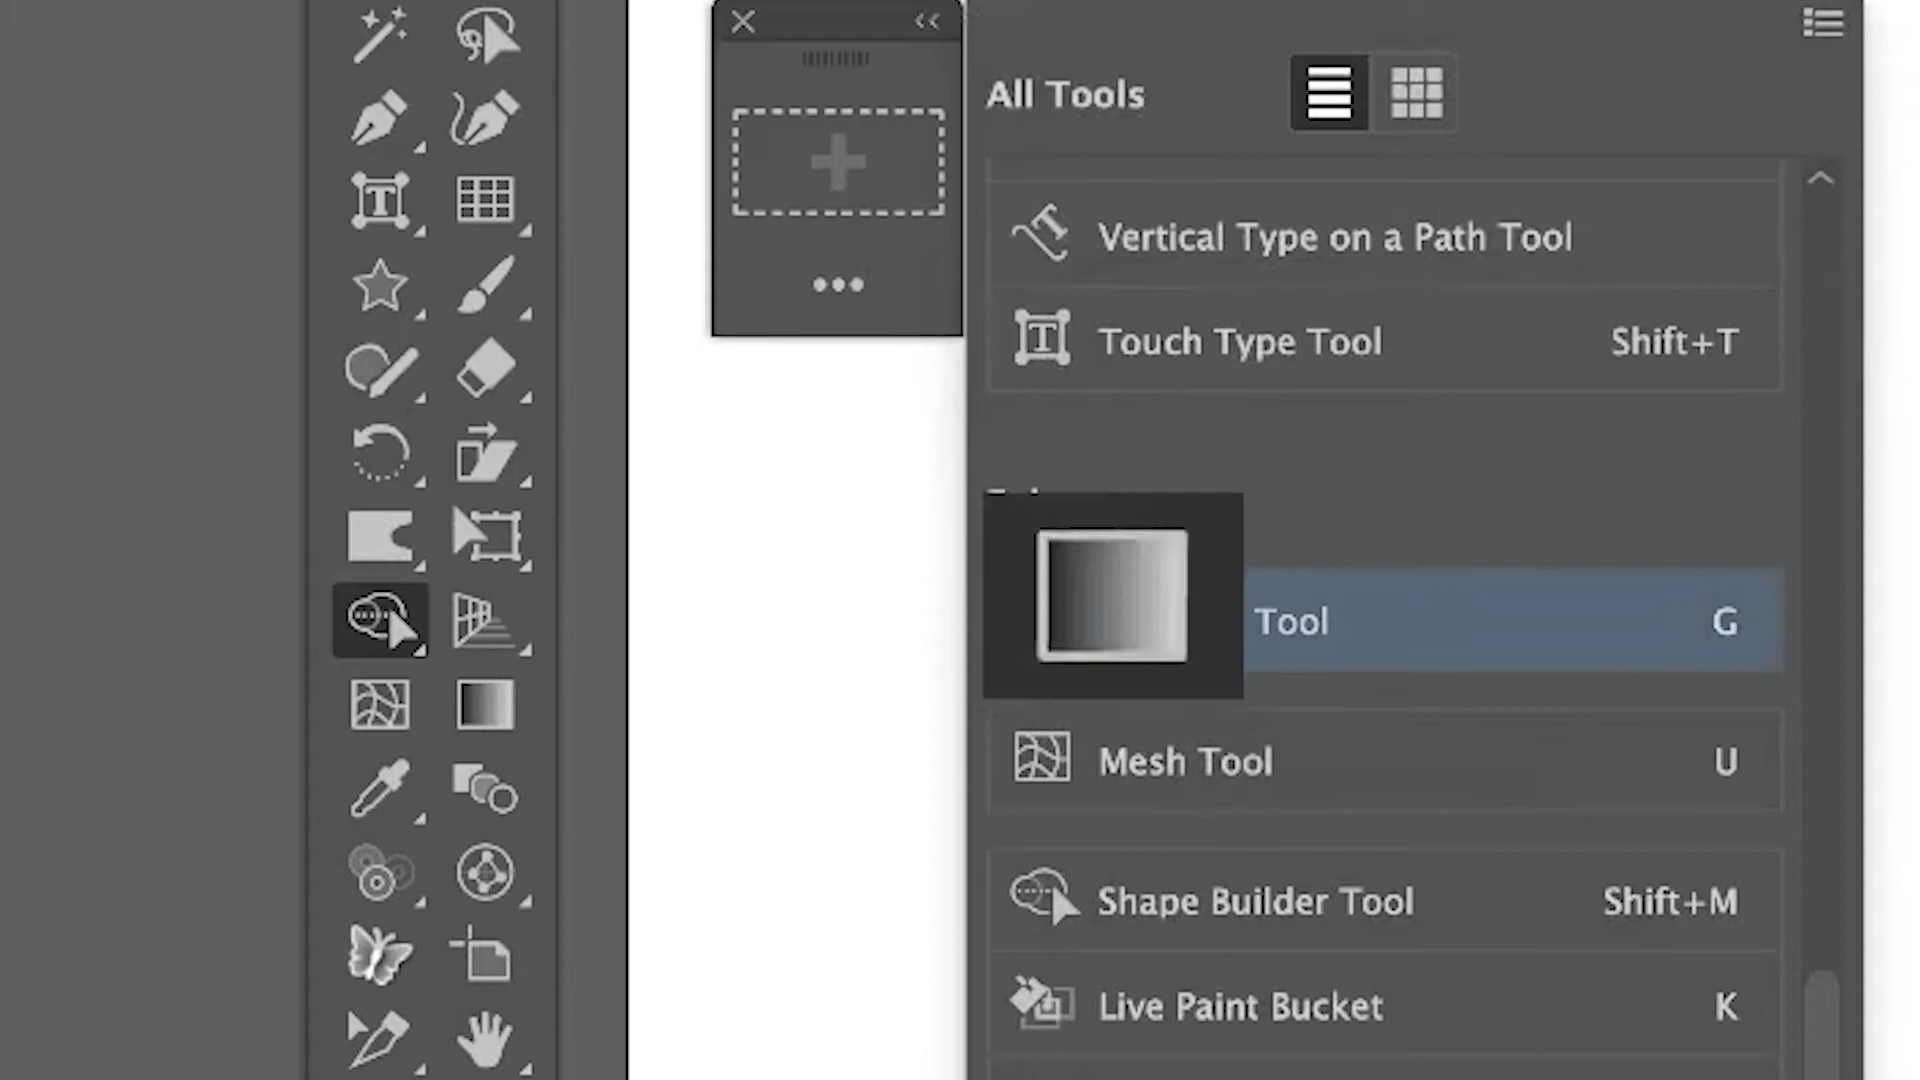 All Tools
Vertical Type on a Path Tool
Touch Type Tool Shift+T
Tool G
Mesh Tool U
Shape Builder Tool Shift+M
Live Paint Bucket K